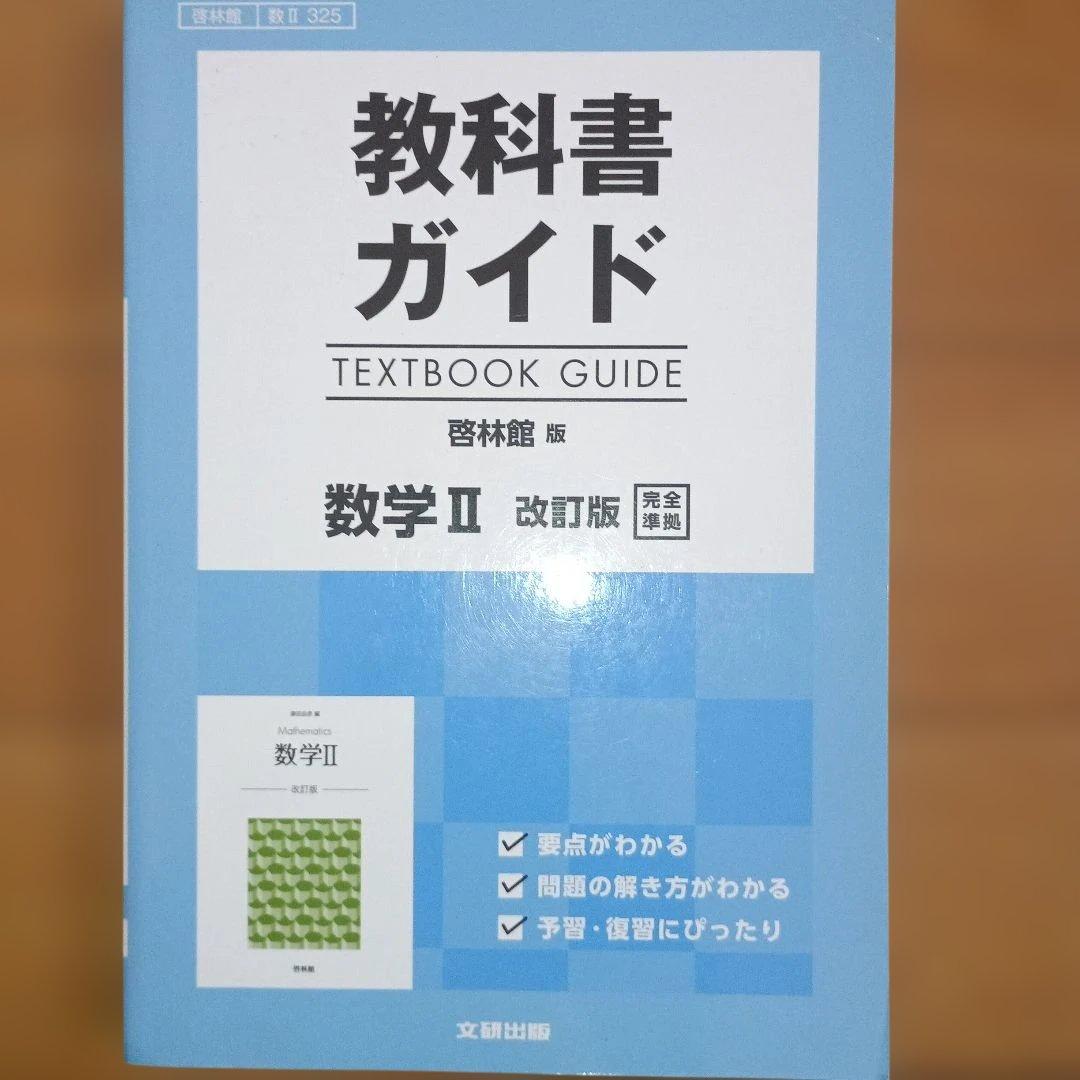 啓林館 数Ⅱ 325
教科書
ガイド
TEXTBOOK GUIDE
啓林館 版
数学Ⅱ 改訂版 完全準拠
Mathematics
数学Ⅱ
改訂版
啓林館
要点がわかる
問題の解き方がわかる
予習・復習にぴったり
文研出版